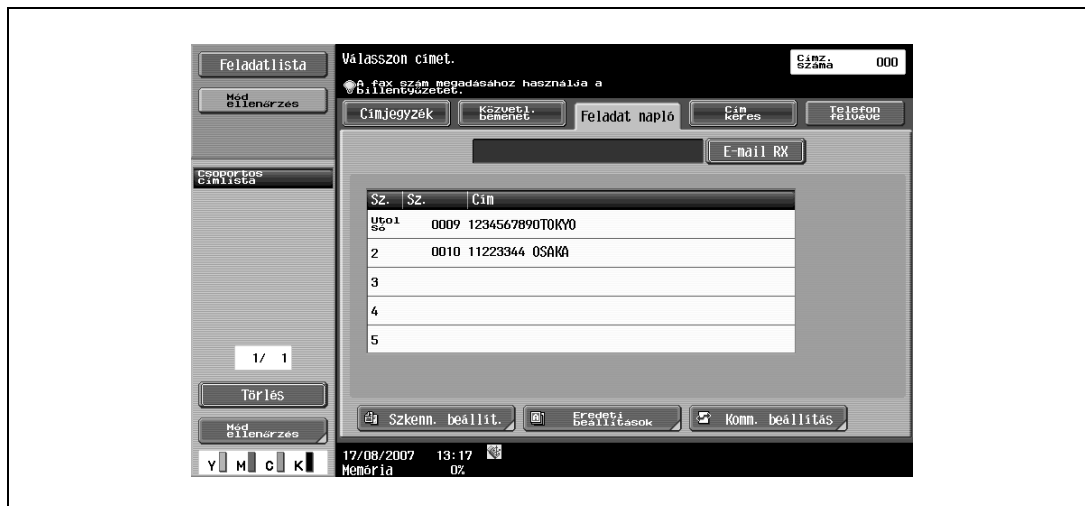 Feladatlista
Mód
ellenőrzés
Válasszon címet.
A fax szám megadásához használja a
billentyűzetet.
Címz.
száma
000
Címjegyzék
Közvetl.
bemenet
Feladat napló
Cím
keres
Telefon
felvéve
E-mail RX
Csoportos
címlista
Sz. Sz. Cím
Utol
só 0009 1234567890TOKYO
2 0010 11223344 OSAKA
3
4
5
1/ 1
Törlés
Mód
ellenőrzés
Szkenn. beállít.
Eredeti
beállítások
Komm. beállítás
Y M C K
17/08/2007 13:17
Memória 0%